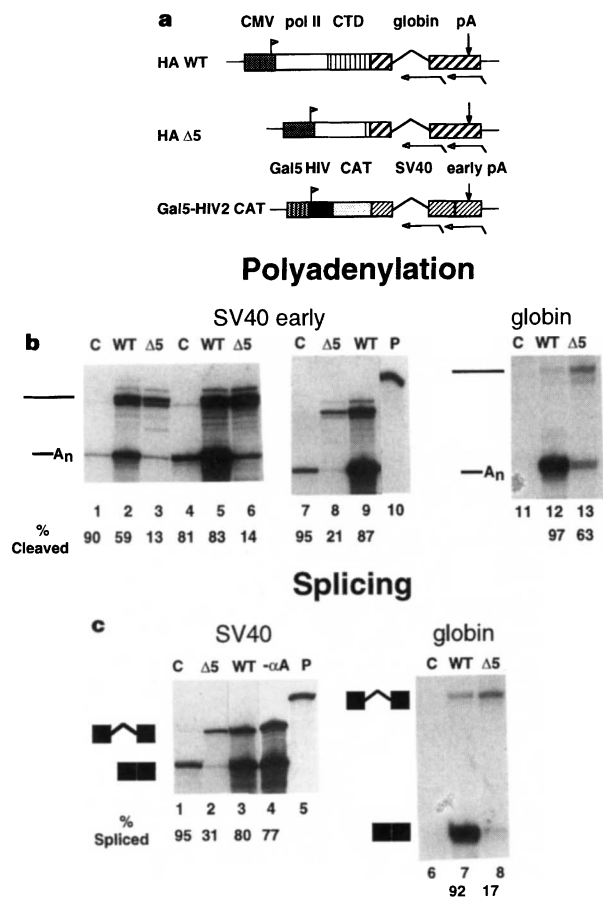 a
CMV pol II CTD globin pA
HA WT
HA Δ5
Gal5 HIV CAT SV40 early pA
Gal5-HIV2 CAT
Polyadenylation
b
SV40 early
globin
C WT Δ5 C WT Δ5
C Δ5 WT P
C WT Δ5
An
An
1 2 3 4 5 6
7 8 9 10
11 12 13
% Cleaved
90 59 13 81 83 14
95 21 87
97 63
Splicing
c
SV40
globin
C Δ5 WT -αA P
C WT Δ5
1 2 3 4 5
% Spliced
95 31 80 77
6 7 8
92 17